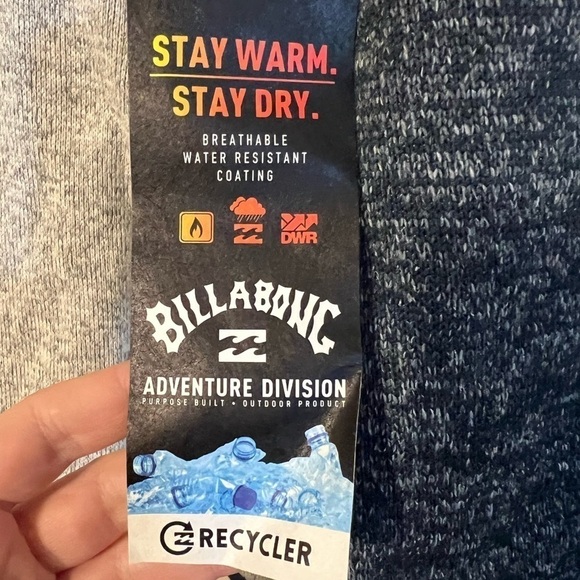 STAY WARM.
STAY DRY.
BREATHABLE
WATER RESISTANT
COATING
DWR
BILLABONG
ADVENTURE DIVISION
PURPOSE BUILT • OUTDOOR PRODUCT
RECYCLER